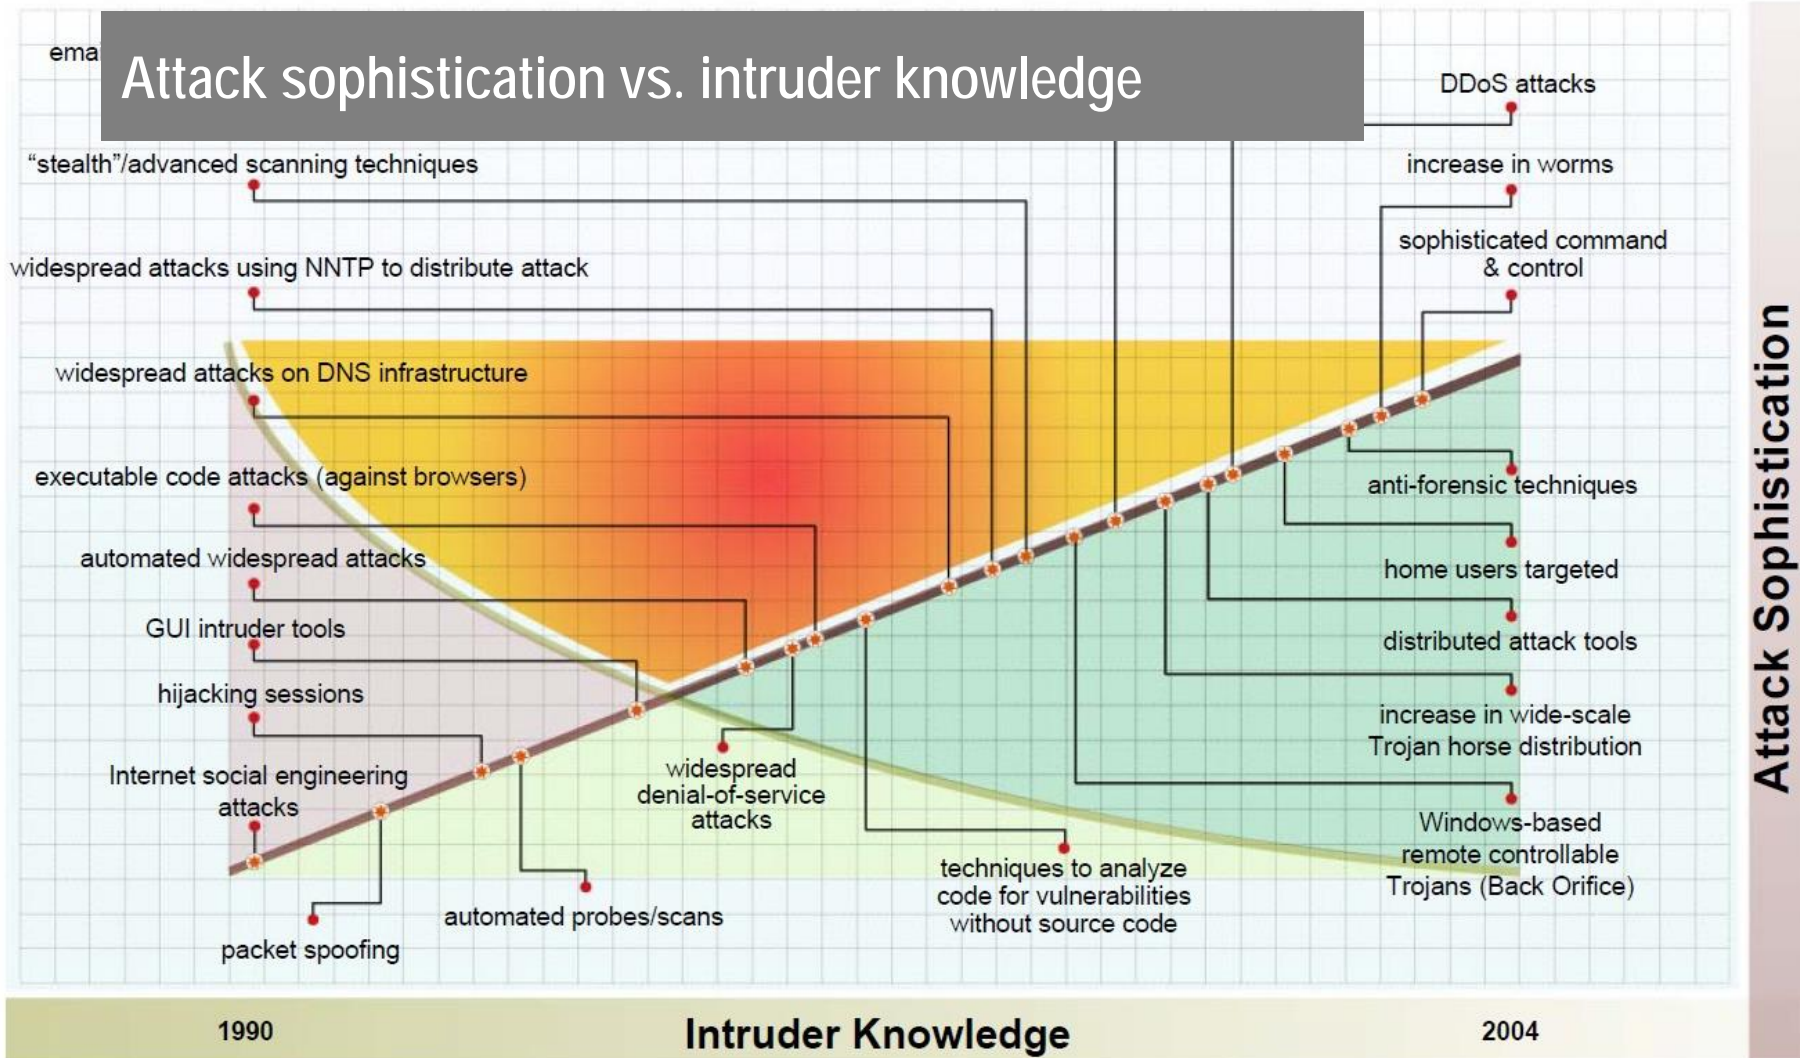 Attack sophistication vs. intruder knowledge
DDoS attacks
“stealth”/advanced scanning techniques
increase in worms
sophisticated command
& control
widespread attacks using NNTP to distribute attack
widespread attacks on DNS infrastructure
executable code attacks (against browsers)
anti-forensic techniques
automated widespread attacks
home users targeted
GUI intruder tools
distributed attack tools
hijacking sessions
increase in wide-scale
Trojan horse distribution
Internet social engineering
attacks
widespread
denial-of-service
attacks
Windows-based
remote controllable
Trojans (Back Orifice)
techniques to analyze
code for vulnerabilities
without source code
automated probes/scans
packet spoofing
Attack Sophistication
1990
Intruder Knowledge
2004